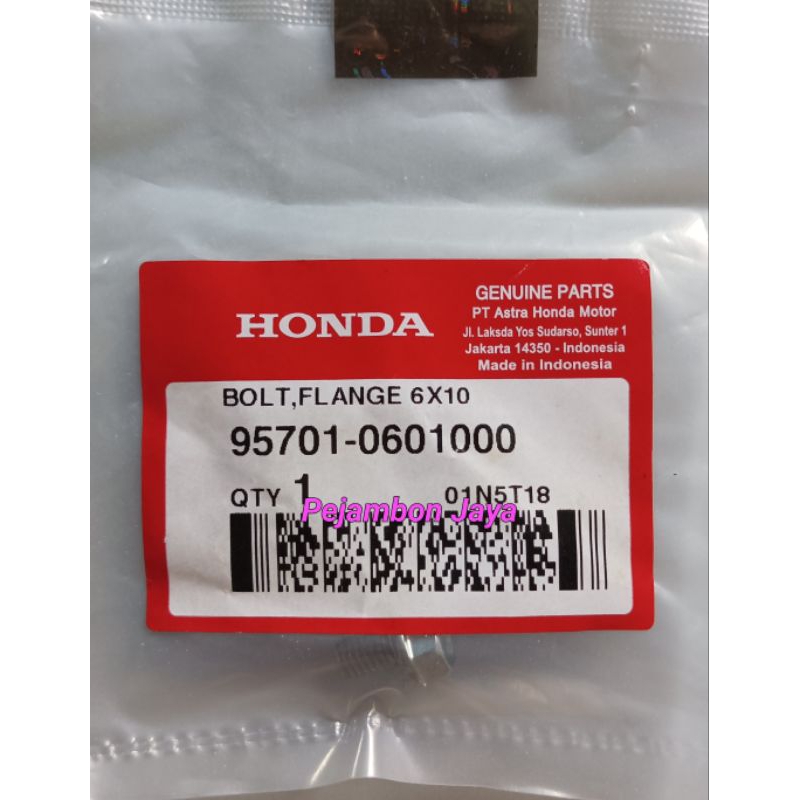 HONDA
GENUINE PARTS
PT Astra Honda Motor
Jl. Laksda Yos Sudarso, Sunter 1
Jakarta 14350 - Indonesia
Made in Indonesia
BOLT,FLANGE 6X10
95701-0601000
QTY 1 01N5T18
Pejambon Jaya